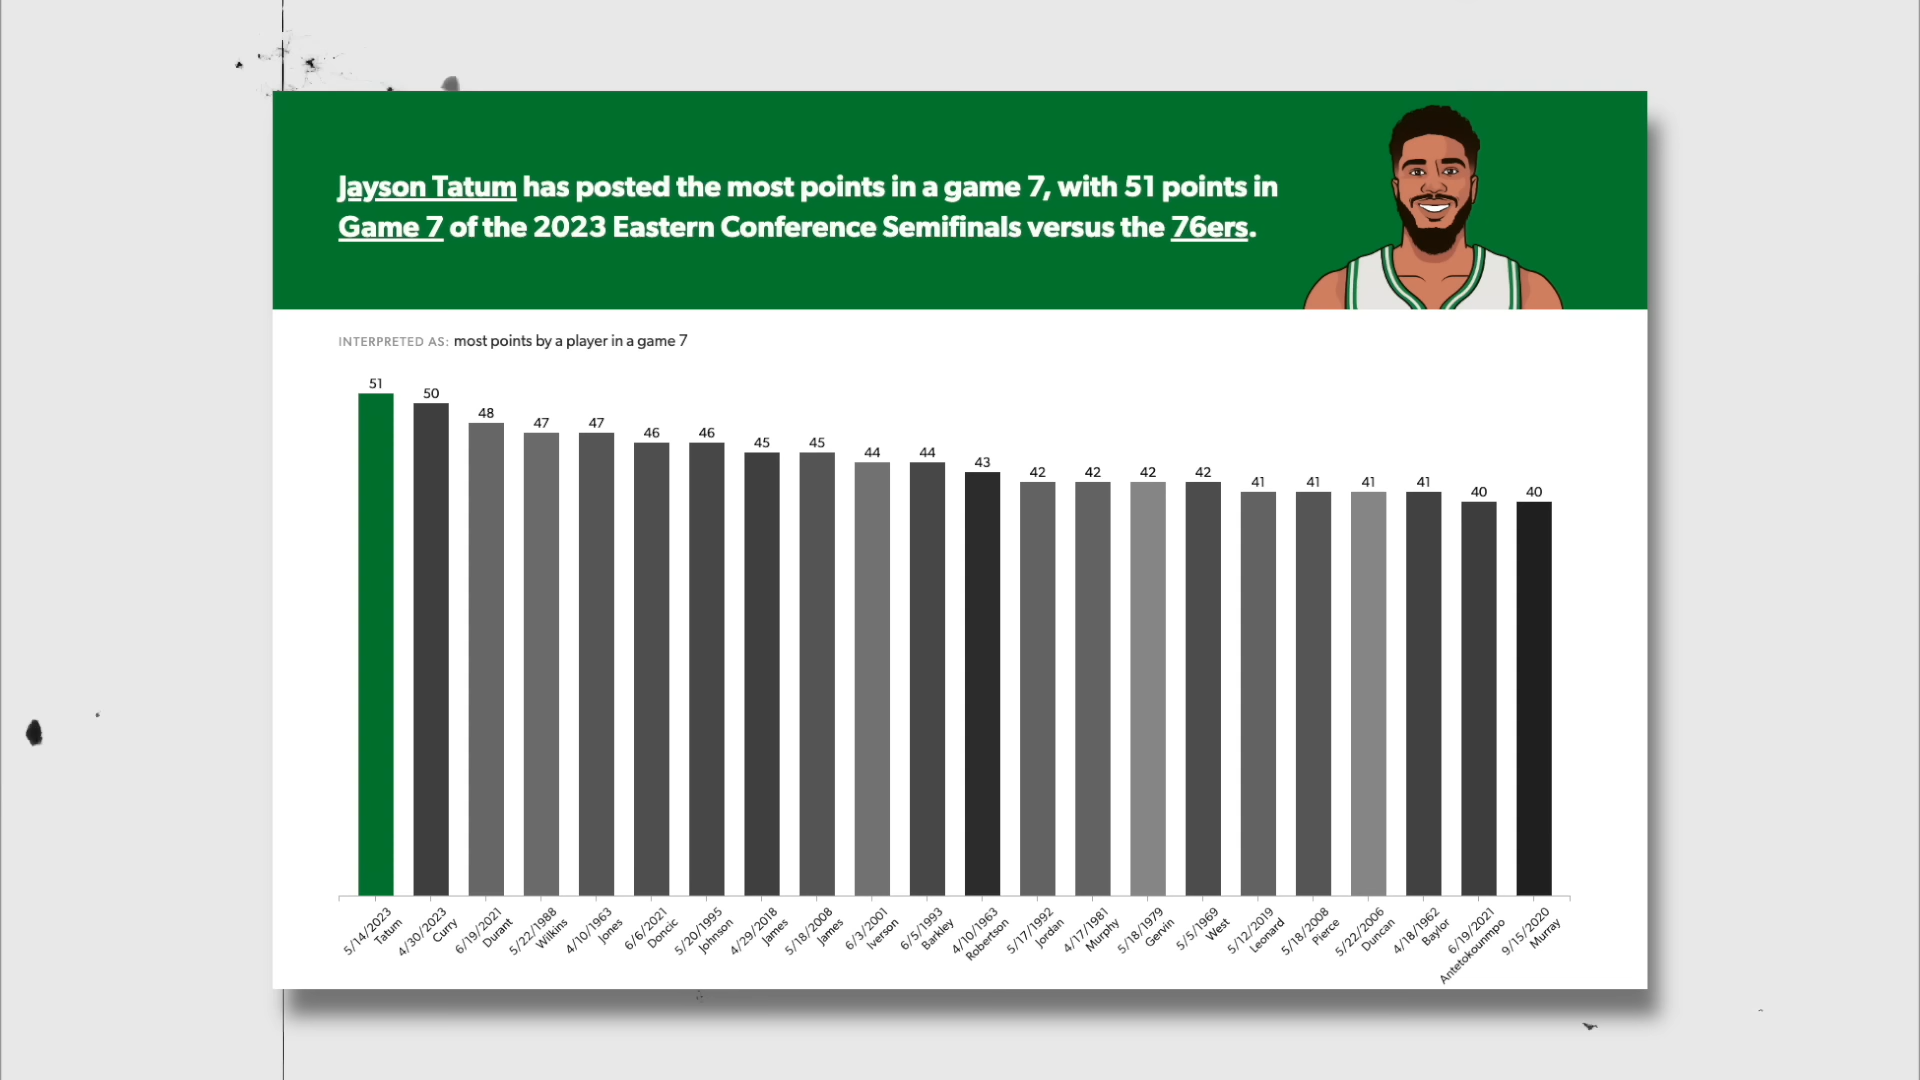 Jayson Tatum has posted the most points in a game 7, with 51 points in
Game 7 of the 2023 Eastern Conference Semifinals versus the 76ers.
INTERPRETED AS: most points by a player in a game 7
51
50
48
47
47
46
46
45
45
44
44
43
42
42
42
42
41
41
41
41
40
40
5/14/2023
Tatum
4/30/2023
Curry
6/19/2021
Durant
5/22/1988
Wilkins
4/10/1963
Jones
6/6/2021
Doncic
5/20/1995
Johnson
4/29/2018
James
5/18/2008
James
6/3/2001
Iverson
6/5/1993
Barkley
4/10/1963
Robertson
5/17/1992
Jordan
4/17/1981
Murphy
5/18/1979
Gervin
5/5/1969
West
5/12/2019
Leonard
5/18/2008
Pierce
5/22/2006
Duncan
4/18/1962
Baylor
6/19/2021
Antetokounmpo
9/15/2020
Murray